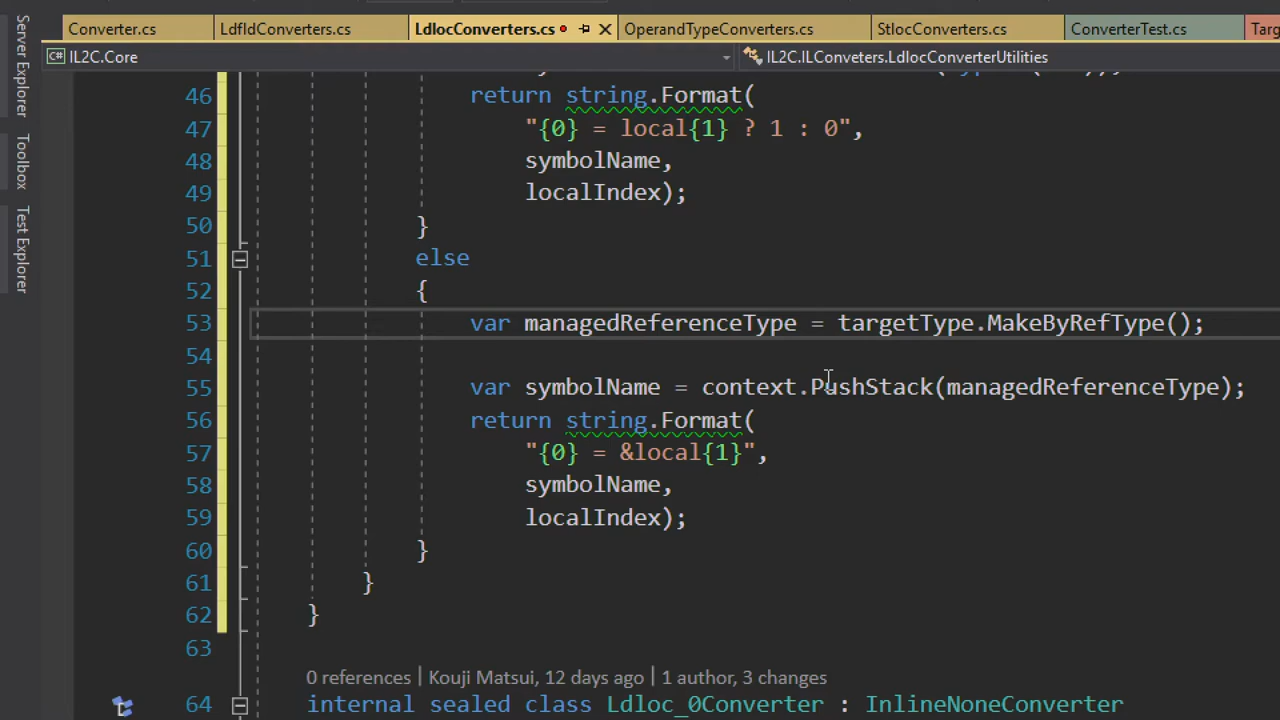 Server Explorer
Toolbox
Test Explorer
Converter.cs
LdfldConverters.cs
LdlocConverters.cs
OperandTypeConverters.cs
StlocConverters.cs
ConverterTest.cs
Targ
C# IL2C.Core
IL2C.ILConveters.LdlocConverterUtilities
46 return string.Format(
47 "{0} = local{1} ? 1 : 0",
48 symbolName,
49 localIndex);
50 }
51 else
52 {
53 var managedReferenceType = targetType.MakeByRefType();
54
55 var symbolName = context.PushStack(managedReferenceType);
56 return string.Format(
57 "{0} = &local{1}",
58 symbolName,
59 localIndex);
60 }
61 }
62 }
63
0 references | Kouji Matsui, 12 days ago | 1 author, 3 changes
64 internal sealed class Ldloc_0Converter : InlineNoneConverter